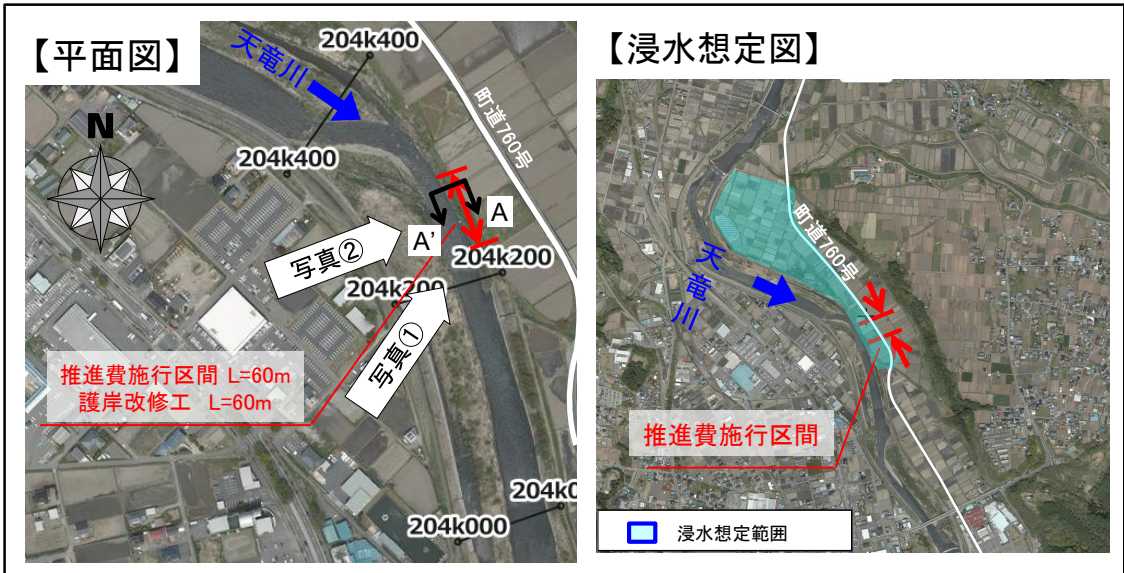 【平面図】
204k400
天竜川
町道760号
N
204k400
A
A’
204k200
写真②
204k200
写真①
推進費施行区間 L=60m
護岸改修工 L=60m
204k000
【浸水想定図】
町道760号
天竜川
推進費施行区間
浸水想定範囲